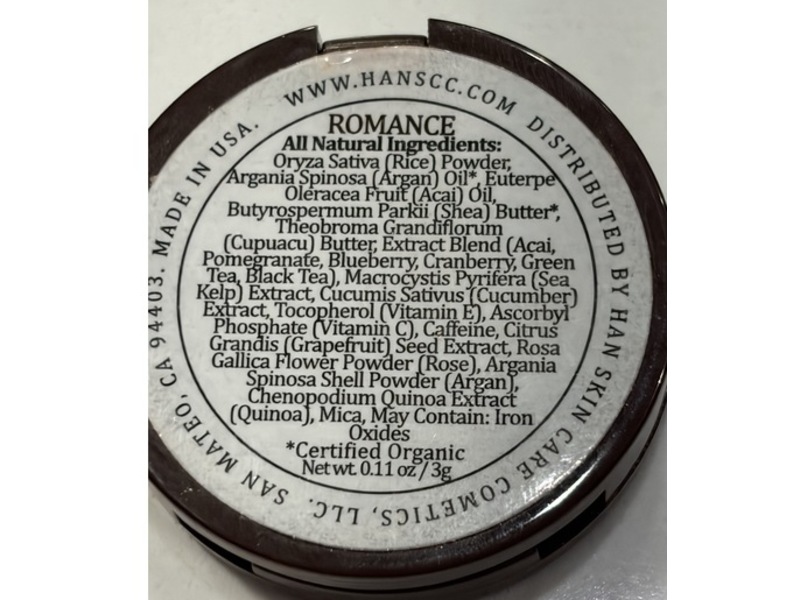 WWW.HANSCC.COM DISTRIBUTED BY HAN SKIN CARE COMETICS, LLC. SAN MATEO, CA 94403. MADE IN USA.
ROMANCE
All Natural Ingredients:
Oryza Sativa (Rice) Powder,
Argania Spinosa (Argan) Oil*, Euterpe
Oleracea Fruit (Acai) Oil,
Butyrospermum Parkii (Shea) Butter*,
Theobroma Grandiflorum
(Cupuacu) Butter, Extract Blend (Acai,
Pomegranate, Blueberry, Cranberry, Green
Tea, Black Tea), Macrocystis Pyrifera (Sea
Kelp) Extract, Cucumis Sativus (Cucumber)
Extract, Tocopherol (Vitamin E), Ascorbyl
Phosphate (Vitamin C), Caffeine, Citrus
Grandis (Grapefruit) Seed Extract, Rosa
Gallica Flower Powder (Rose), Argania
Spinosa Shell Powder (Argan),
Chenopodium Quinoa Extract
(Quinoa), Mica, May Contain: Iron
Oxides
*Certified Organic
Net wt. 0.11 oz / 3g